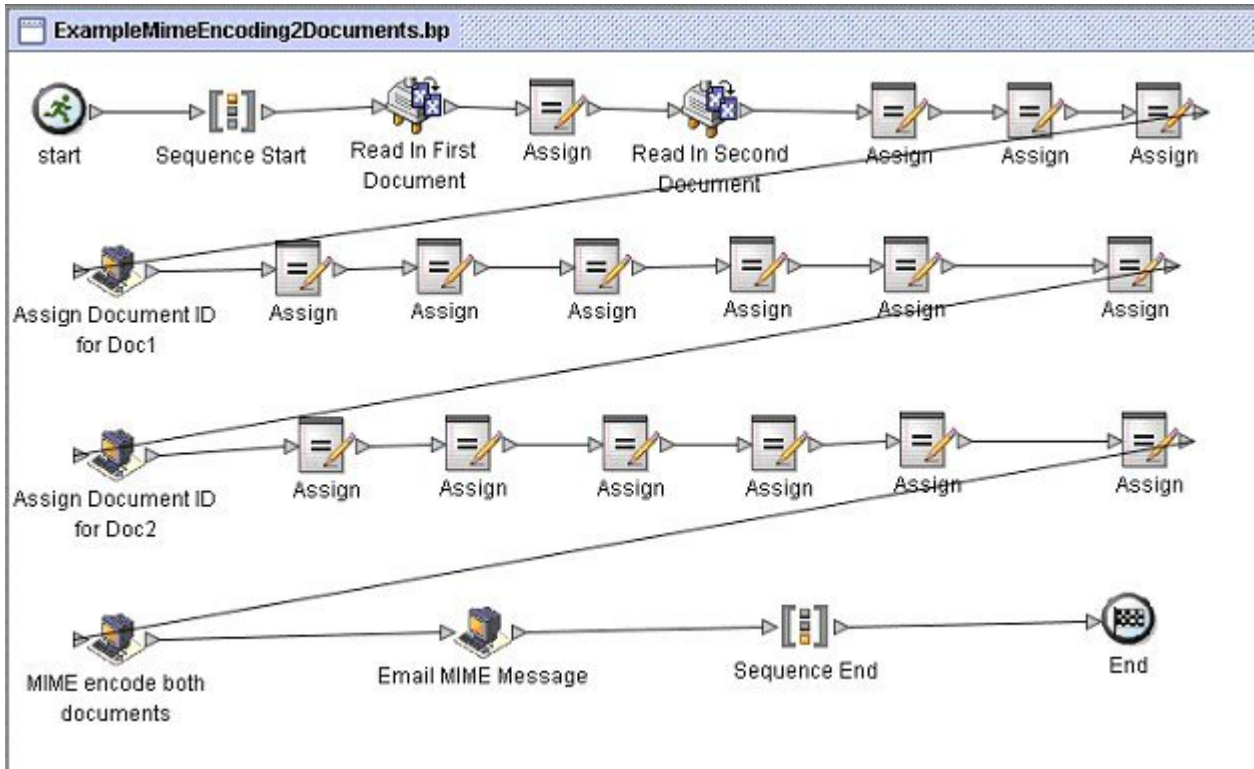 ExampleMimeEncoding2Documents.bp
start
Sequence Start
Read In First
Document
Assign
Read In Second
Document
Assign
Assign
Assign
Assign Document ID
for Doc1
Assign
Assign
Assign
Assign
Assign
Assign
Assign Document ID
for Doc2
Assign
Assign
Assign
Assign
Assign
Assign
MIME encode both
documents
Email MIME Message
Sequence End
End